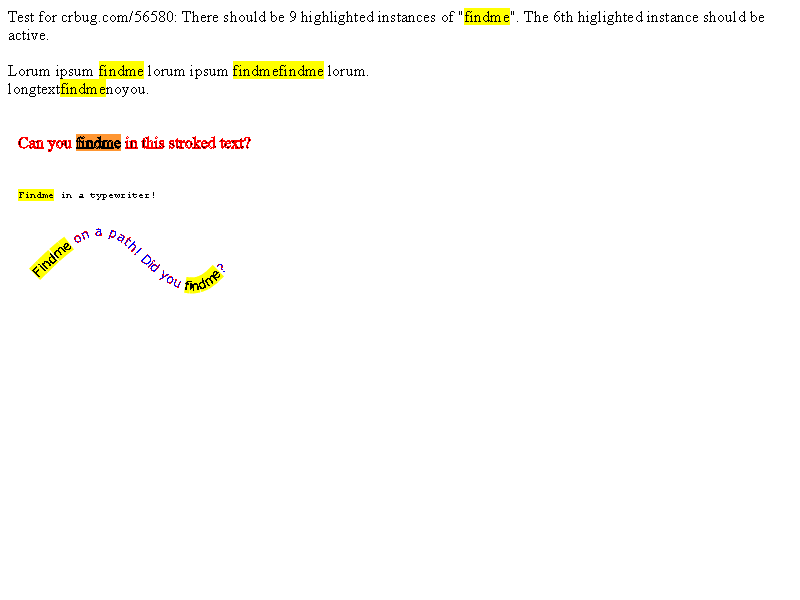 Test for crbug.com/56580: There should be 9 highlighted instances of "findme". The 6th higlighted instance should be
active.
Lorum ipsum findme lorum ipsum findmefindme lorum.
longtextfindmenoyou.
Can you findme in this stroked text?
Findme in a typewriter!
Findme on a path! Did you findme?